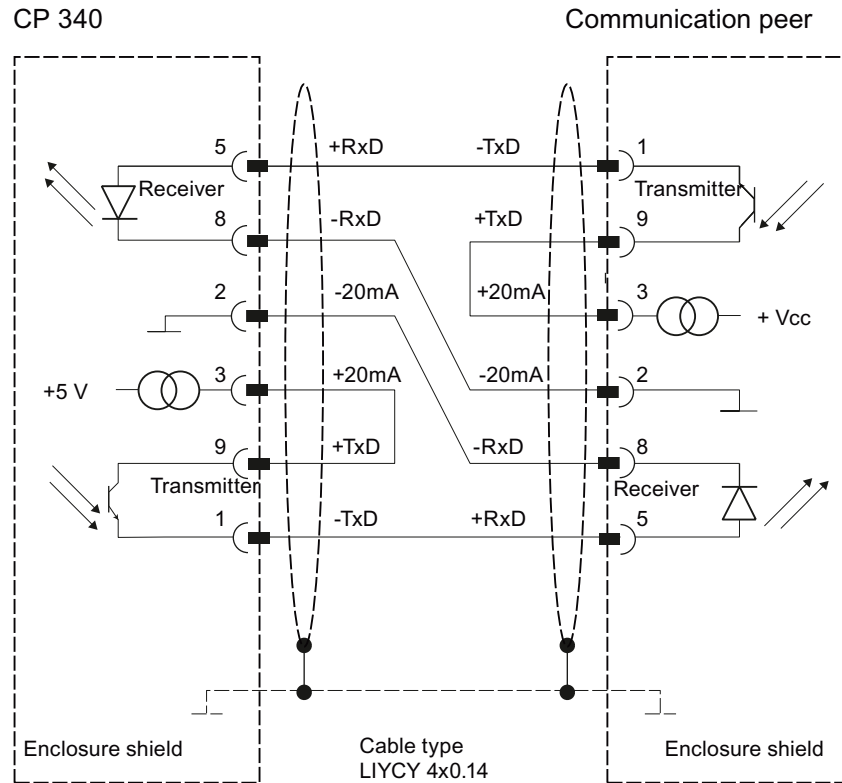 CP 340 Communication peer
5 +RxD -TxD 1
Receiver Transmitter
8 -RxD +TxD 9
2 -20mA +20mA 3
+ Vcc
+5 V 3 +20mA -20mA 2
9 +TxD -RxD 8
Transmitter Receiver
1 -TxD +RxD 5
Enclosure shield Cable type Enclosure shield
LIYCY 4x0.14